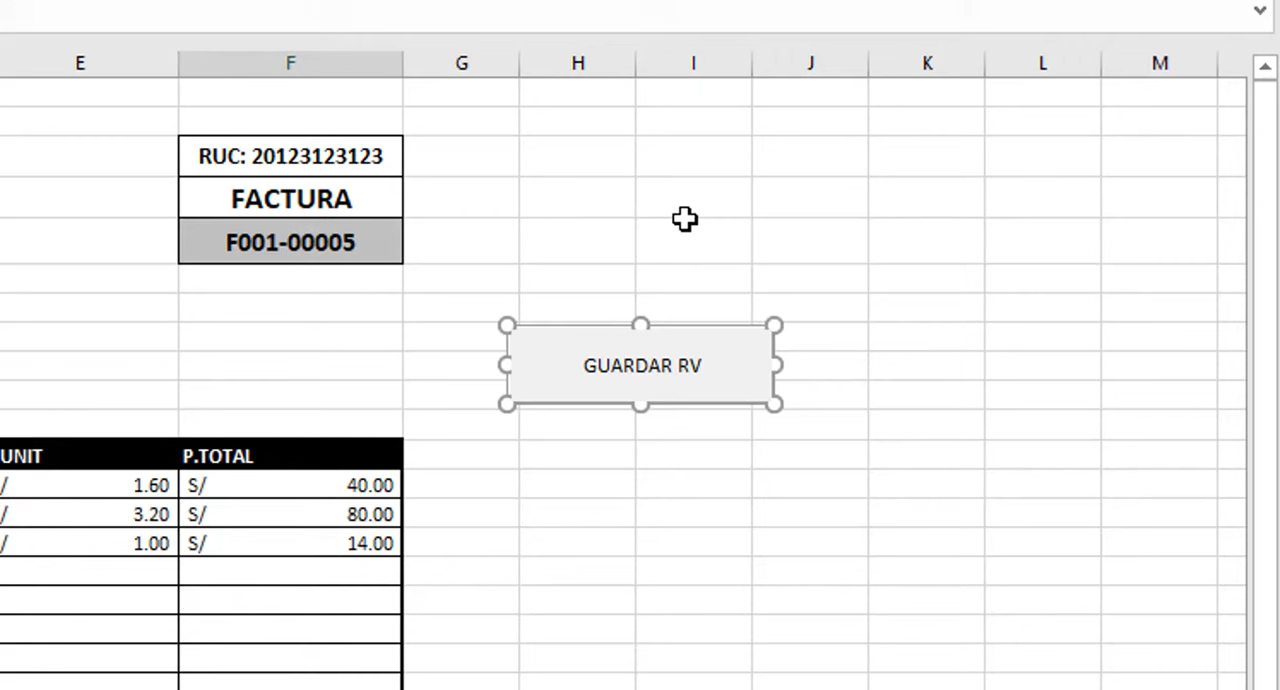 E F G H I J K L M
RUC: 20123123123
FACTURA
F001-00005
GUARDAR RV
UNIT P.TOTAL
/ 1.60 S/ 40.00
/ 3.20 S/ 80.00
/ 1.00 S/ 14.00